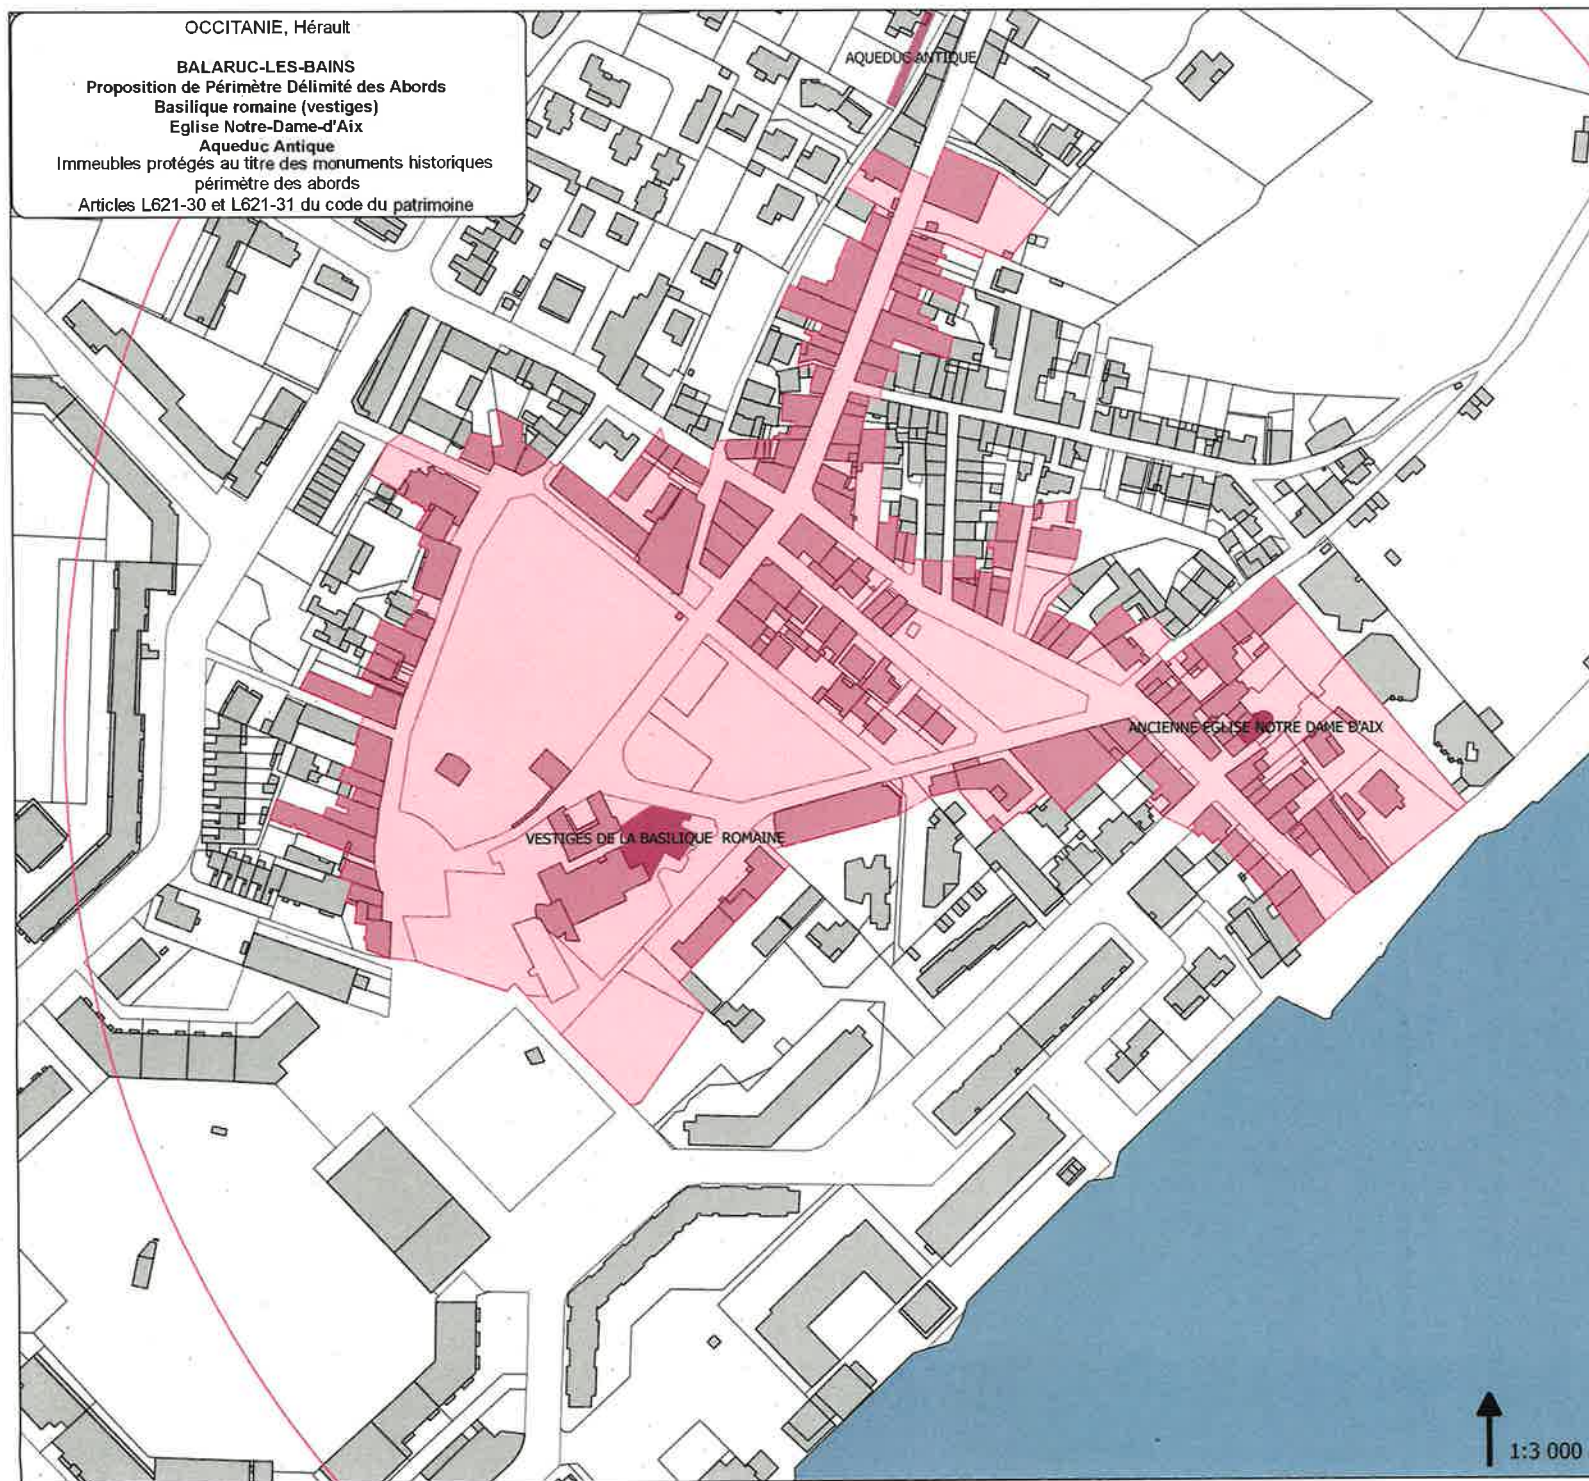 OCCITANIE, Hérault
BALARUC-LES-BAINS
Proposition de Périmètre Délimité des Abords
Basilique romaine (vestiges)
Eglise Notre-Dame-d'Aix
Aqueduc Antique
Immeubles protégés au titre des monuments historiques
périmètre des abords
Articles L621-30 et L621-31 du code du patrimoine
AQUEDUC ANTIQUE
ANCIENNE EGLISE NOTRE DAME D'AIX
VESTIGES DE LA BASILIQUE ROMAINE
1:3 000